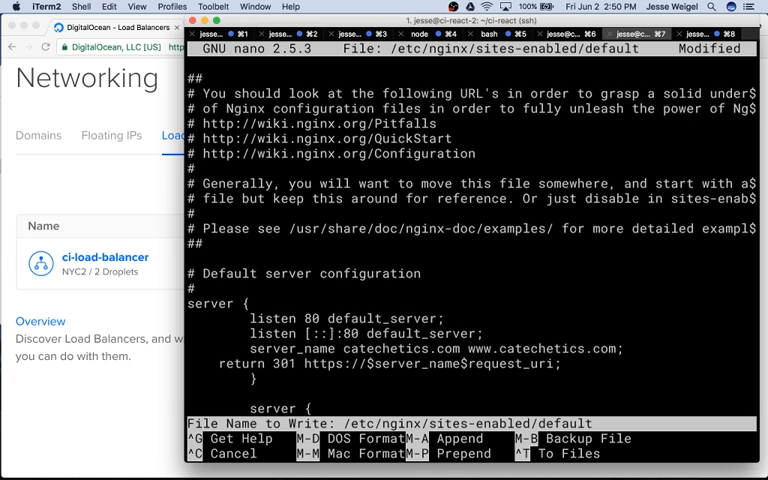 iTerm2 Shell Edit View Profiles Toolbelt Window Help 100% Fri Jun 2 2:50 PM Jesse Weigel
DigitalOcean - Load Balancers
DigitalOcean, LLC [US]
Networking
Domains Floating IPs Load
Name
ci-load-balancer
NYC2 / 2 Droplets
Overview
Discover Load Balancers, and w
you can do with them.
1. jesse@ci-react-2: ~/ci-react (ssh)
jesse... ⌘1 jesse... ⌘2 jesse... ⌘3 node ⌘4 bash ⌘5 jesse@c... ⌘6 jesse@c... ⌘7 jesse... ⌘8
GNU nano 2.5.3 File: /etc/nginx/sites-enabled/default Modified
##
# You should look at the following URL's in order to grasp a solid under$
# of Nginx configuration files in order to fully unleash the power of Ng$
# http://wiki.nginx.org/Pitfalls
# http://wiki.nginx.org/QuickStart
# http://wiki.nginx.org/Configuration
#
# Generally, you will want to move this file somewhere, and start with a$
# file but keep this around for reference. Or just disable in sites-enab$
#
# Please see /usr/share/doc/nginx-doc/examples/ for more detailed exampl$
##
# Default server configuration
#
server {
listen 80 default_server;
listen [::]:80 default_server;
server_name catechetics.com www.catechetics.com;
return 301 https://$server_name$request_uri;
}
server {
File Name to Write: /etc/nginx/sites-enabled/default
^G Get Help M-D DOS Format M-A Append M-B Backup File
^C Cancel M-M Mac Format M-P Prepend ^T To Files